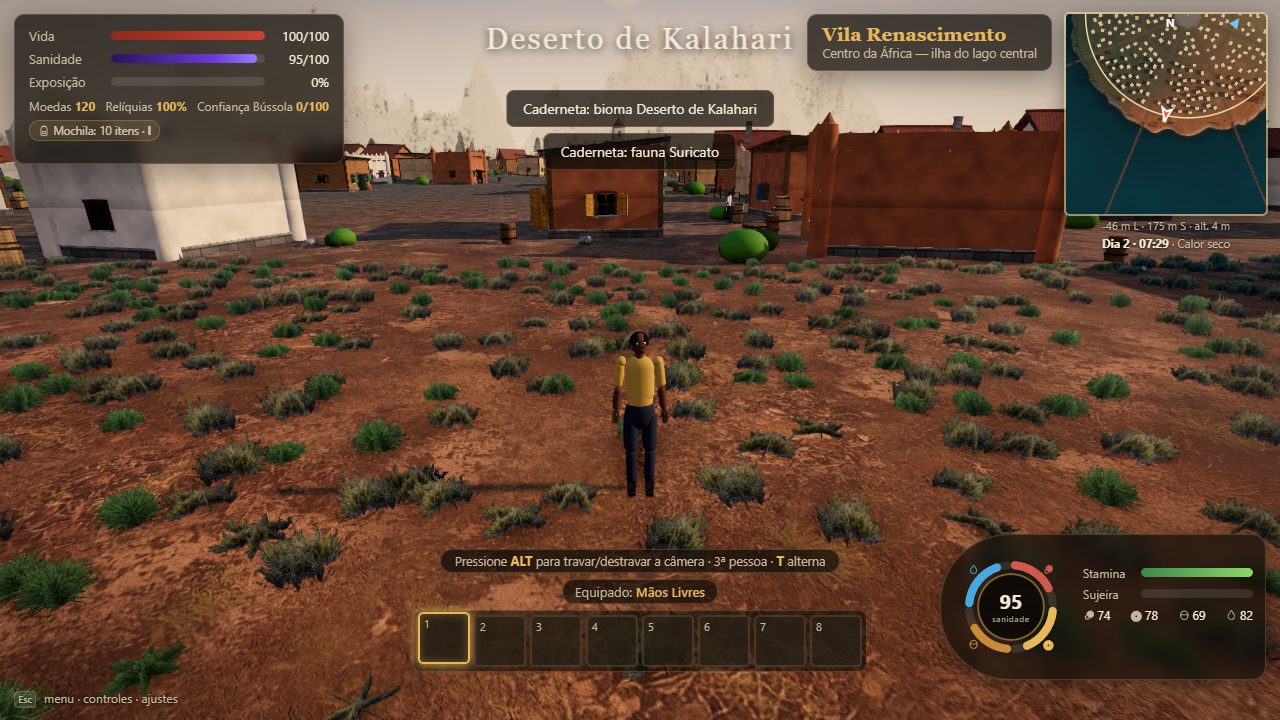 Vida 100/100
Sanidade 95/100
Exposição 0%
Moedas 120 Relíquias 100% Confiança Bússola 0/100
Mochila: 10 itens · I
Deserto de Kalahari
Caderneta: bioma Deserto de Kalahari
Caderneta: fauna Suricato
Vila Renascimento
Centro da África — ilha do lago central
N
-46 m L · 175 m S · alt. 4 m
Dia 2 · 07:29 · Calor seco
Pressione ALT para travar/destravar a câmera · 3ª pessoa · T alterna
Equipado: Mãos Livres
1 2 3 4 5 6 7 8
95
sanidade
Stamina
Sujeira
74 78 69 82
Esc menu · controles · ajustes